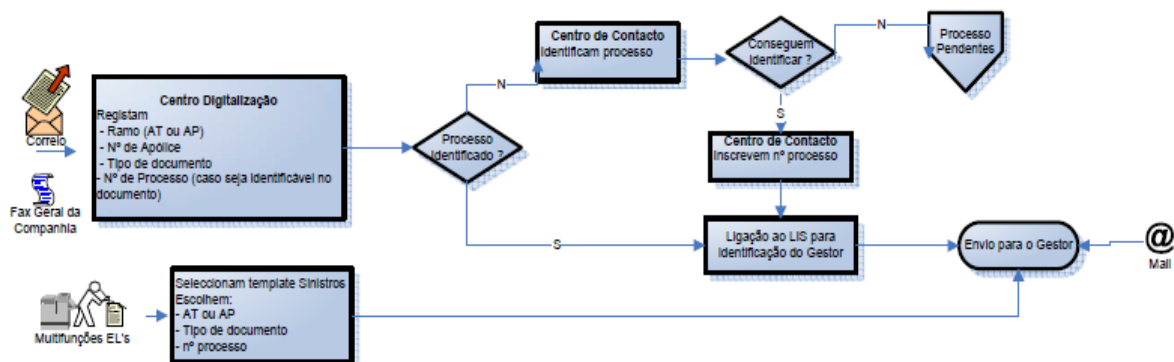 Correio
Fax Geral da
Companhia
Centro Digitalização
Registam
- Ramo (AT ou AP)
- Nº de Apólice
- Tipo de documento
- Nº de Processo (caso seja identificável no
documento)
Processo
Identificado ?
N
S
Centro de Contacto
Identificam processo
Conseguem
Identificar ?
N
S
Processo
Pendentes
Centro de Contacto
Inscrevem nº processo
Ligação ao LIS para
Identificação do Gestor
Envio para o Gestor
@
Mail
Multifunções EL's
Seleccionam template Sinistros
Escolhem:
- AT ou AP
- Tipo de documento
- nº processo